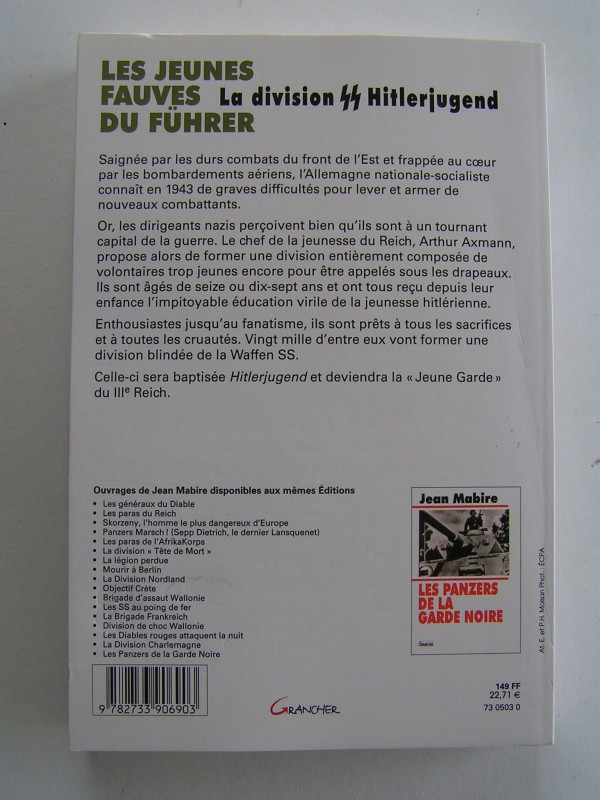 LES JEUNES
FAUVES La division SS Hitlerjugend
DU FÜHRER
Saignée par les durs combats du front de l'Est et frappée au cœur
par les bombardements aériens, l'Allemagne nationale-socialiste
connaît en 1943 de graves difficultés pour lever et armer de
nouveaux combattants.
Or, les dirigeants nazis perçoivent bien qu'ils sont à un tournant
capital de la guerre. Le chef de la jeunesse du Reich, Arthur Axmann,
propose alors de former une division entièrement composée de
volontaires trop jeunes encore pour être appelés sous les drapeaux.
Ils sont âgés de seize ou dix-sept ans et ont tous reçu depuis leur
enfance l'impitoyable éducation virile de la jeunesse hitlérienne.
Enthousiastes jusqu'au fanatisme, ils sont prêts à tous les sacrifices
et à toutes les cruautés. Vingt mille d'entre eux vont former une
division blindée de la Waffen SS.
Celle-ci sera baptisée Hitlerjugend et deviendra la « Jeune Garde »
du IIIe Reich.
Ouvrages de Jean Mabire disponibles aux mêmes Éditions
• Les généraux du Diable
• Les paras du Reich
• Skorzeny, l'homme le plus dangereux d'Europe
• Panzers Marsch ! (Sepp Dietrich, le dernier Lansquenet)
• Les paras de l'AfrikaKorps
• La division « Tête de Mort »
• La légion perdue
• Mourir à Berlin
• La Division Nordland
• Objectif Crète
• Brigade d'assaut Wallonie
• Les SS au poing de fer
• La Brigade Frankreich
• Division de choc Wallonie
• Les Diables rouges attaquent la nuit
• La Division Charlemagne
• Les Panzers de la Garde Noire
Jean Mabire
LES PANZERS
DE LA
GARDE NOIRE
GRANCHER
At. E. et P.H. Moison Phot. : ÉCPA
9 782733 906903
GRANCHER
149 FF
22,71 €
73 0503 0